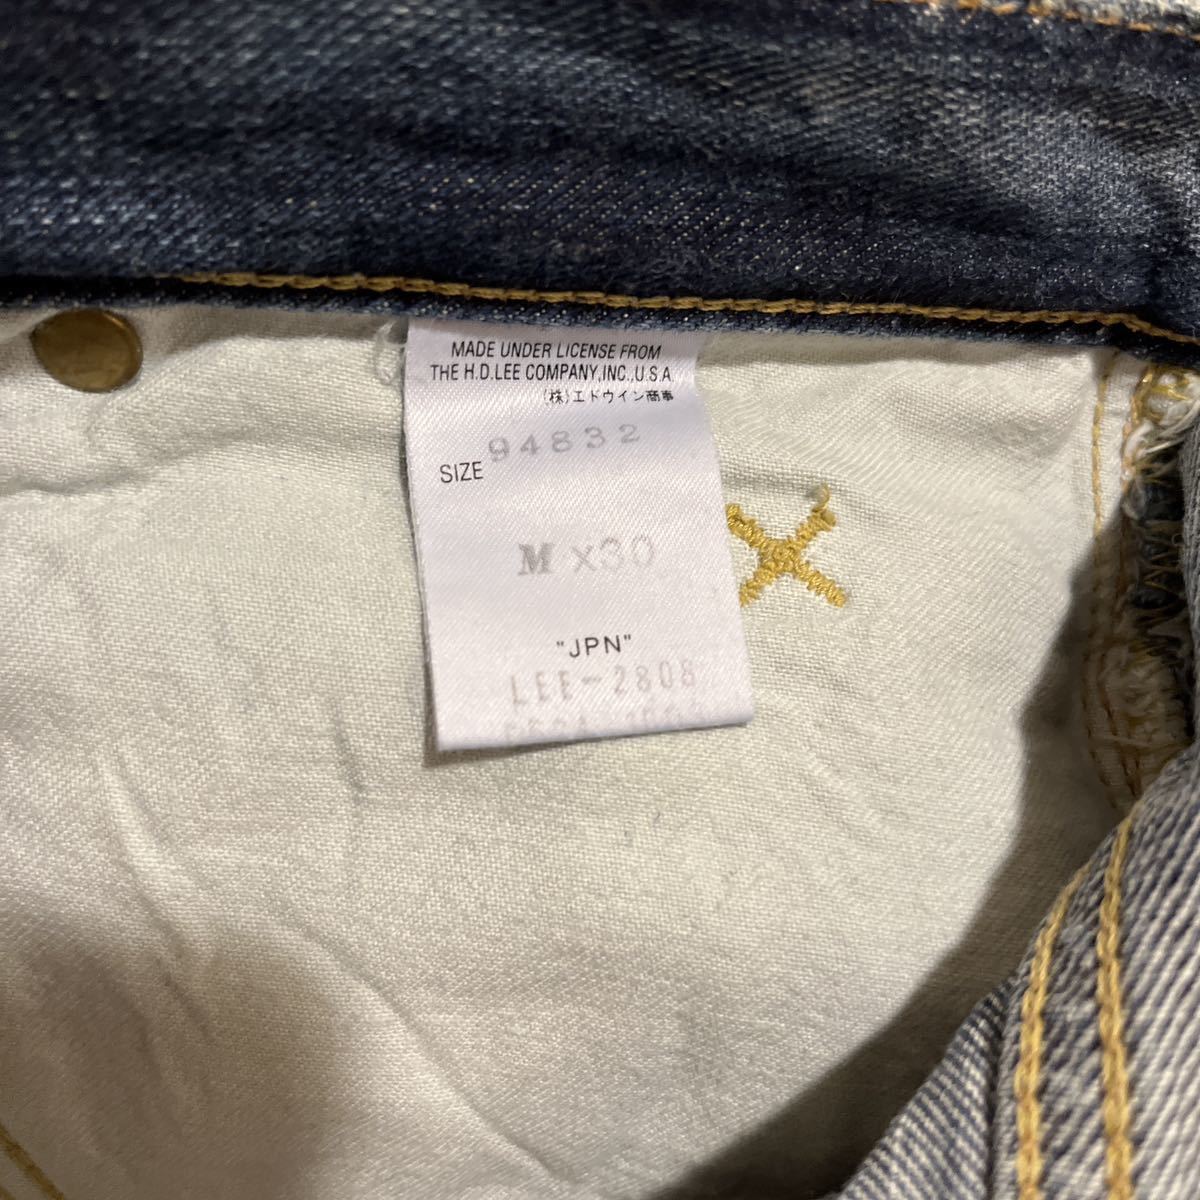 MADE UNDER LICENSE FROM
THE H.D.LEE COMPANY,INC.,U.S.A.
(株)エドウイン商事
94832
SIZE
M x30
"JPN"
LEE-2808